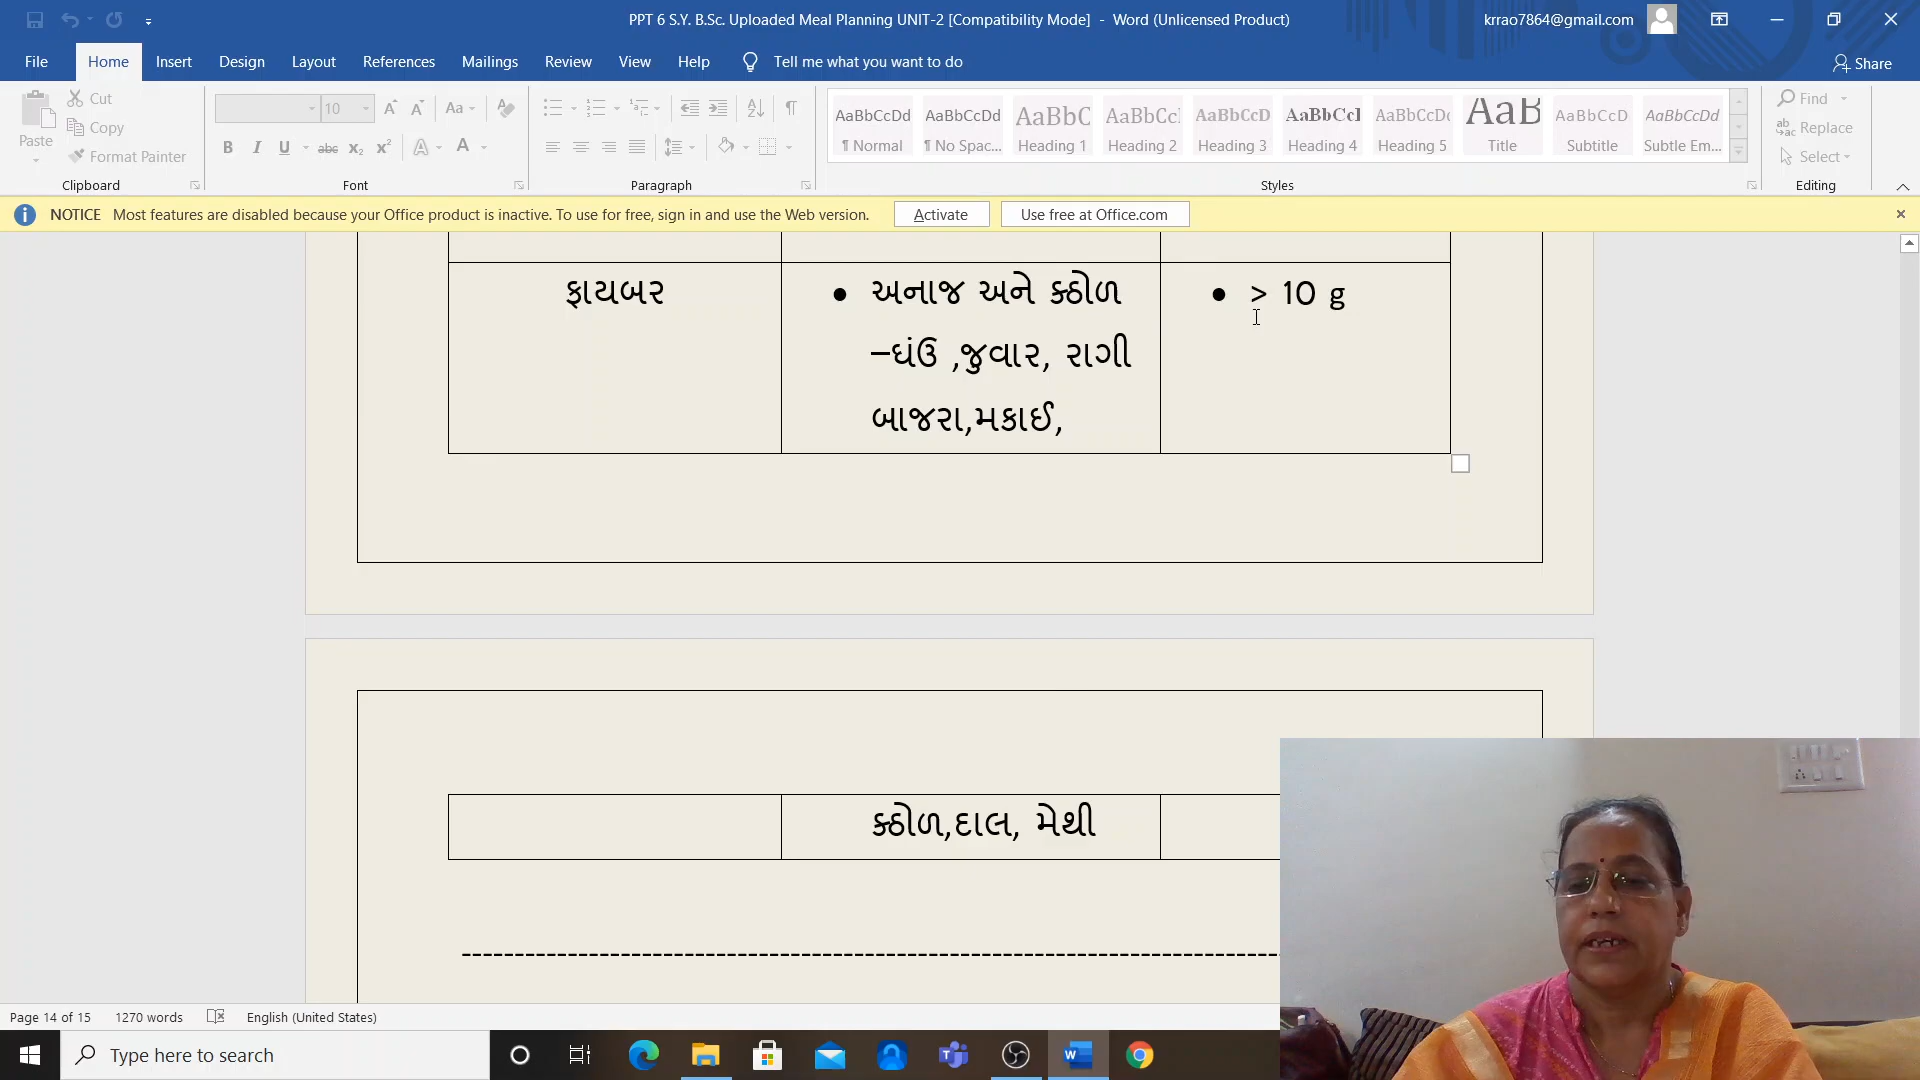 PPT 6 S.Y. B.Sc. Uploaded Meal Planning UNIT-2 [Compatibility Mode] - Word (Unlicensed Product)
krrao7864@gmail.com
File Home Insert Design Layout References Mailings Review View Help Tell me what you want to do
Share
Paste
Cut
Copy
Format Painter
Clipboard
10
Font
Paragraph
AaBbCcDd AaBbCcDd AaBbC AaBbCc AaBbCcD AaBbCcI AaBbCcDc AaB AaBbCcD AaBbCcDd
¶ Normal ¶ No Spac... Heading 1 Heading 2 Heading 3 Heading 4 Heading 5 Title Subtitle Subtle Em...
Styles
Find
Replace
Select
Editing
NOTICE Most features are disabled because your Office product is inactive. To use for free, sign in and use the Web version. Activate Use free at Office.com
ફાયબર
• અનાજ અને ક્ઠોળ
–ઘંઉ ,જુવાર, રાગી
બાજરા,મકાઈ,
• > 10 g
ક્ઠોળ,દાલ, મેથી
--------------------------------------------------------------------------------
Page 14 of 15 1270 words English (United States)
Type here to search